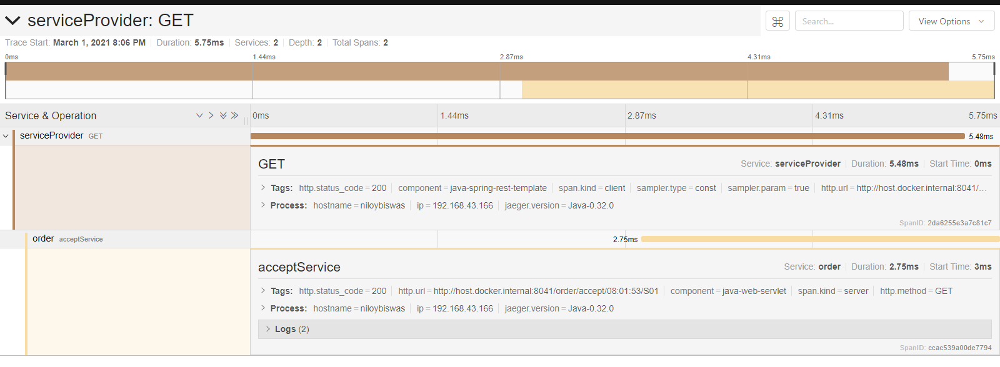 serviceProvider: GET
⌘ Search... View Options
Trace Start: March 1, 2021 8:06 PM Duration: 5.75ms Services: 2 Depth: 2 Total Spans: 2
0ms 1.44ms 2.87ms 4.31ms 5.75ms
Service & Operation 0ms 1.44ms 2.87ms 4.31ms 5.75ms
serviceProvider GET 5.48ms
GET Service: serviceProvider Duration: 5.48ms Start Time: 0ms
Tags: http.status_code = 200 component = java-spring-rest-template span.kind = client sampler.type = const sampler.param = true http.url = http://host.docker.internal:8041/…
Process: hostname = niloybiswas ip = 192.168.43.166 jaeger.version = Java-0.32.0
SpanID: 2da6255e3a7c81c7
order acceptService 2.75ms
acceptService Service: order Duration: 2.75ms Start Time: 3ms
Tags: http.status_code = 200 http.url = http://host.docker.internal:8041/order/accept/08:01:53/S01 component = java-web-servlet span.kind = server http.method = GET
Process: hostname = niloybiswas ip = 192.168.43.166 jaeger.version = Java-0.32.0
Logs (2)
SpanID: ccac539a00de7794